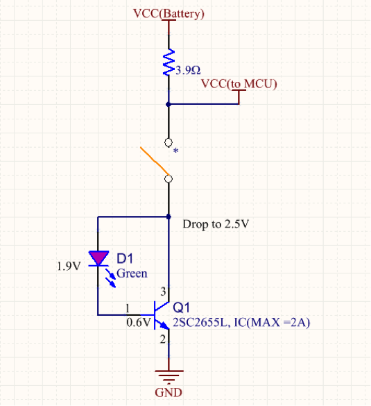 VCC(Battery)
3.9Ω
VCC(to MCU)
*
Drop to 2.5V
D1
1.9V
Green
3
1
Q1
0.6V
2SC2655L, IC(MAX =2A)
2
GND